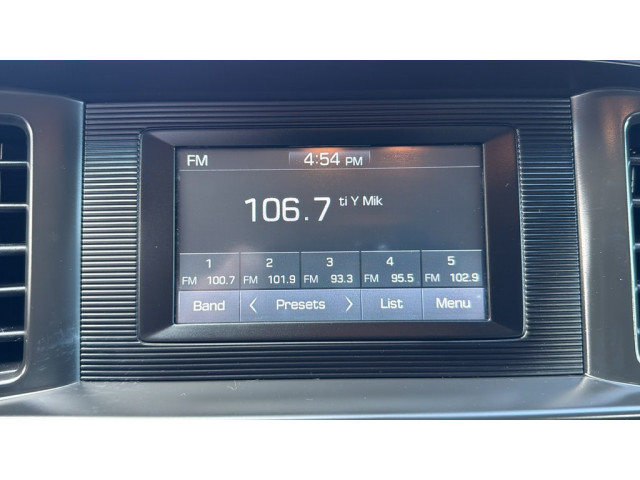 FM 4:54 PM
106.7 ti Y Mik
1 2 3 4 5
FM 100.7 FM 101.9 FM 93.3 FM 95.5 FM 102.9
Band < Presets > List Menu